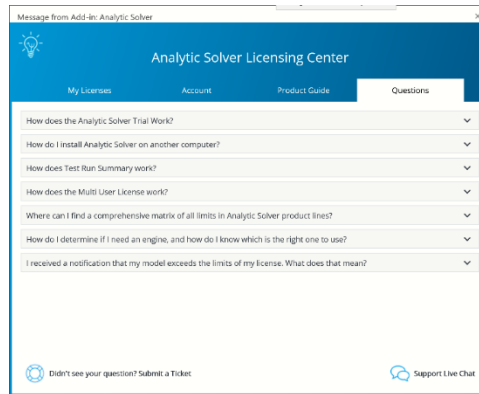 Message from Add-in: Analytic Solver
Analytic Solver Licensing Center
My Licenses Account Product Guide Questions
How does the Analytic Solver Trial Work?
How do I install Analytic Solver on another computer?
How does Test Run Summary work?
How does the Multi User License work?
Where can I find a comprehensive matrix of all limits in Analytic Solver product lines?
How do I determine if I need an engine, and how do I know which is the right one to use?
I received a notification that my model exceeds the limits of my license. What does that mean?
Didn't see your question? Submit a Ticket
Support Live Chat